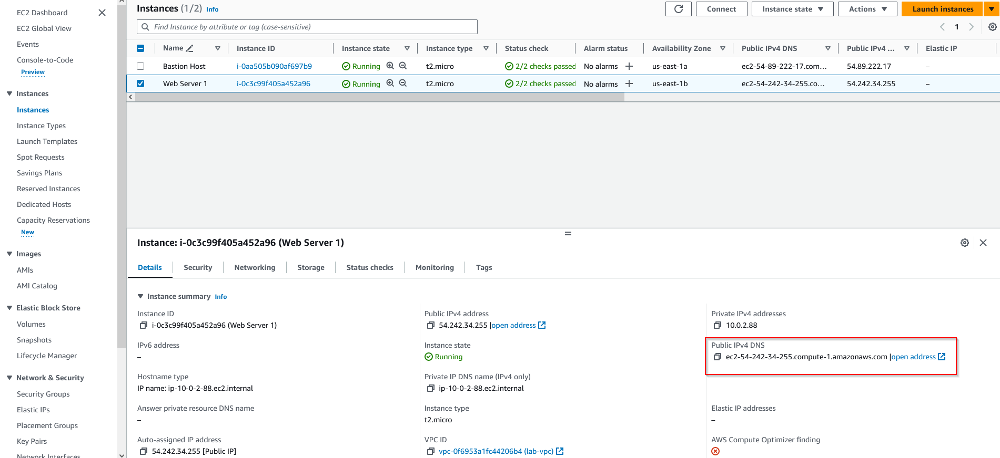 EC2 Dashboard
EC2 Global View
Events
Console-to-Code
Preview
Instances
Instances
Instance Types
Launch Templates
Spot Requests
Savings Plans
Reserved Instances
Dedicated Hosts
Capacity Reservations
New
Images
AMIs
AMI Catalog
Elastic Block Store
Volumes
Snapshots
Lifecycle Manager
Network & Security
Security Groups
Elastic IPs
Placement Groups
Key Pairs
Network Interfaces
Instances (1/2) Info
Connect
Instance state
Actions
Launch instances
Find Instance by attribute or tag (case-sensitive)
1
Name Instance ID Instance state Instance type Status check Alarm status Availability Zone Public IPv4 DNS Public IPv4 ... Elastic IP
Bastion Host i-0aa505b090af697b9 Running t2.micro 2/2 checks passed No alarms us-east-1a ec2-54-89-222-17.com... 54.89.222.17 –
Web Server 1 i-0c3c99f405a452a96 Running t2.micro 2/2 checks passed No alarms us-east-1b ec2-54-242-34-255.co... 54.242.34.255 –
Instance: i-0c3c99f405a452a96 (Web Server 1)
Details Security Networking Storage Status checks Monitoring Tags
Instance summary Info
Instance ID
i-0c3c99f405a452a96 (Web Server 1)
Public IPv4 address
54.242.34.255 |open address
Private IPv4 addresses
10.0.2.88
IPv6 address
–
Instance state
Running
Public IPv4 DNS
ec2-54-242-34-255.compute-1.amazonaws.com |open address
Hostname type
IP name: ip-10-0-2-88.ec2.internal
Private IP DNS name (IPv4 only)
ip-10-0-2-88.ec2.internal
Answer private resource DNS name
–
Instance type
t2.micro
Elastic IP addresses
–
Auto-assigned IP address
54.242.34.255 [Public IP]
VPC ID
vpc-0f6953a1fc44206b4 (lab-vpc)
AWS Compute Optimizer finding